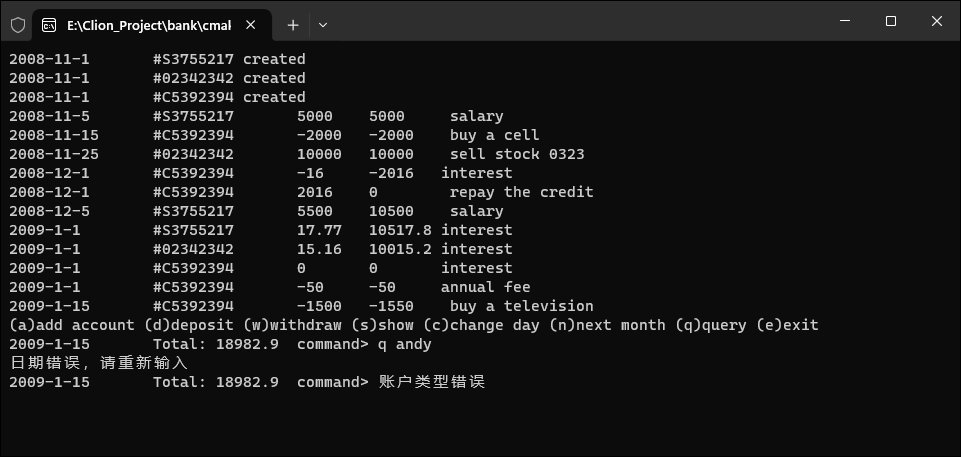 E:\Clion_Project\bank\cmal
2008-11-1 #S3755217 created
2008-11-1 #02342342 created
2008-11-1 #C5392394 created
2008-11-5 #S3755217 5000 5000 salary
2008-11-15 #C5392394 -2000 -2000 buy a cell
2008-11-25 #02342342 10000 10000 sell stock 0323
2008-12-1 #C5392394 -16 -2016 interest
2008-12-1 #C5392394 2016 0 repay the credit
2008-12-5 #S3755217 5500 10500 salary
2009-1-1 #S3755217 17.77 10517.8 interest
2009-1-1 #02342342 15.16 10015.2 interest
2009-1-1 #C5392394 0 0 interest
2009-1-1 #C5392394 -50 -50 annual fee
2009-1-15 #C5392394 -1500 -1550 buy a television
(a)add account (d)deposit (w)withdraw (s)show (c)change day (n)next month (q)query (e)exit
2009-1-15 Total: 18982.9 command> q andy
日期错误，请重新输入
2009-1-15 Total: 18982.9 command> 账户类型错误